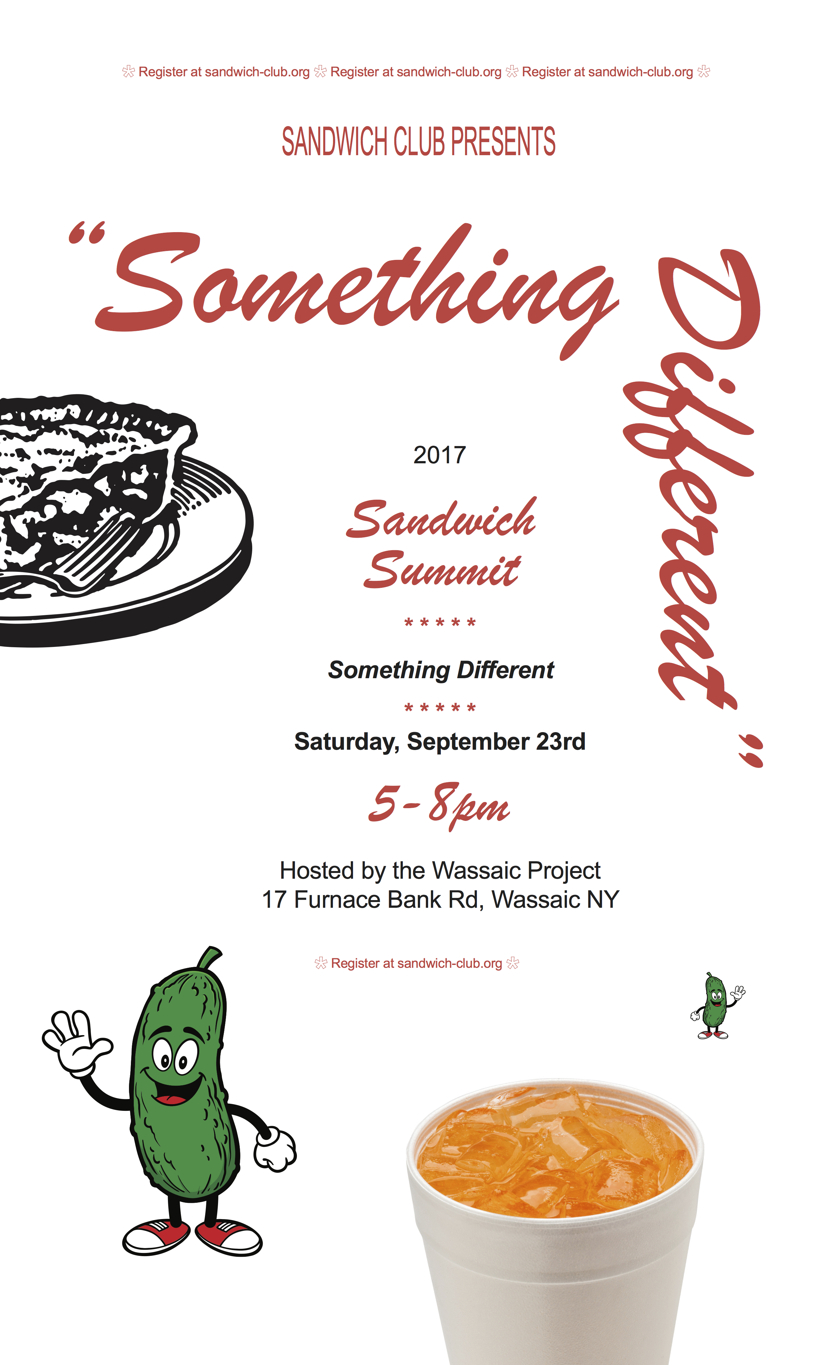 Register at sandwich-club.org Register at sandwich-club.org Register at sandwich-club.org
SANDWICH CLUB PRESENTS
“Something
Different”
2017
Sandwich
Summit
* * * * *
Something Different
* * * * *
Saturday, September 23rd
5-8pm
Hosted by the Wassaic Project
17 Furnace Bank Rd, Wassaic NY
Register at sandwich-club.org